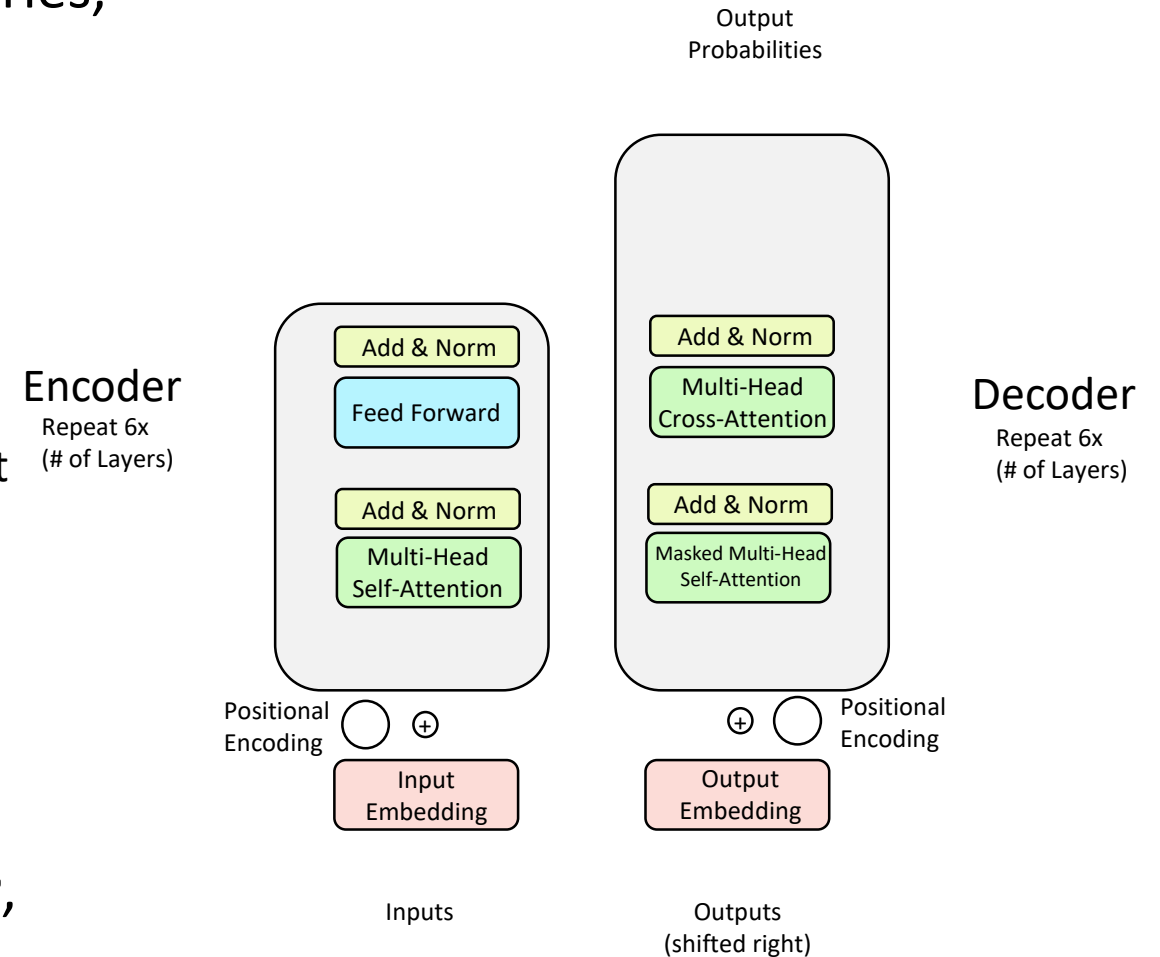 Output
Probabilities
Add & Norm
Feed Forward
Add & Norm
Multi-Head
Self-Attention
Encoder
Repeat 6x
(# of Layers)
Add & Norm
Multi-Head
Cross-Attention
Add & Norm
Masked Multi-Head
Self-Attention
Decoder
Repeat 6x
(# of Layers)
Positional
Encoding
+
+
Positional
Encoding
Input
Embedding
Output
Embedding
Inputs
Outputs
(shifted right)